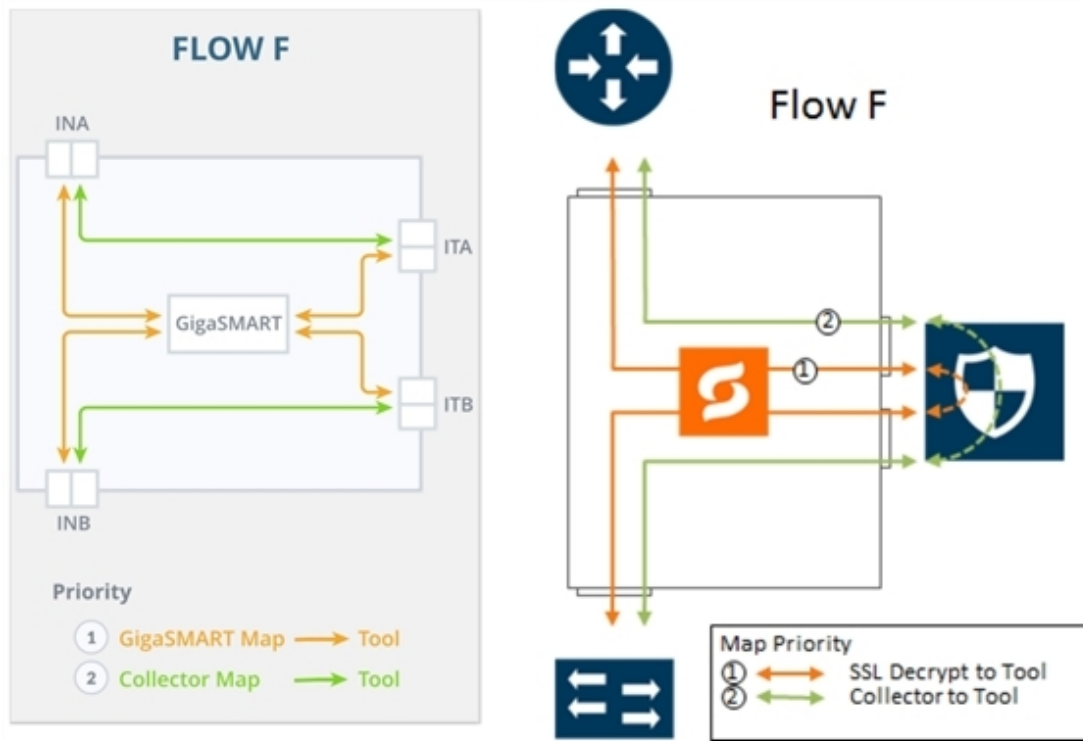 FLOW F
INA
ITA
GigaSMART
ITB
INB
Priority
1 GigaSMART Map Tool
2 Collector Map Tool
Flow F
2
1
Map Priority
1 SSL Decrypt to Tool
2 Collector to Tool